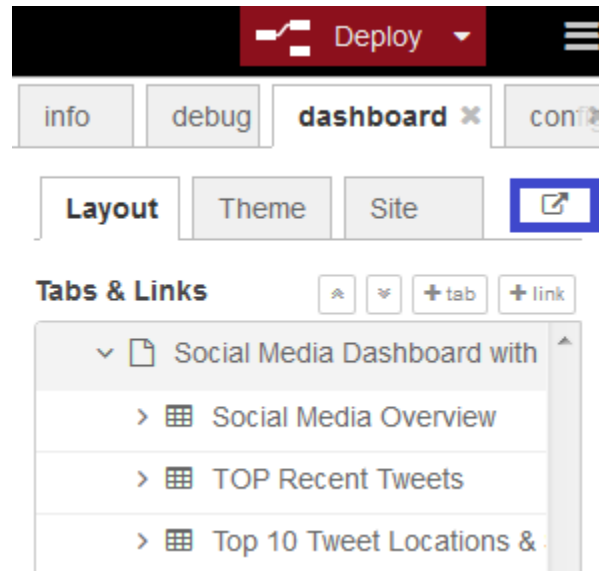 Deploy
info debug dashboard
Layout Theme Site
Tabs & Links +tab +link
Social Media Dashboard with
Social Media Overview
TOP Recent Tweets
Top 10 Tweet Locations &